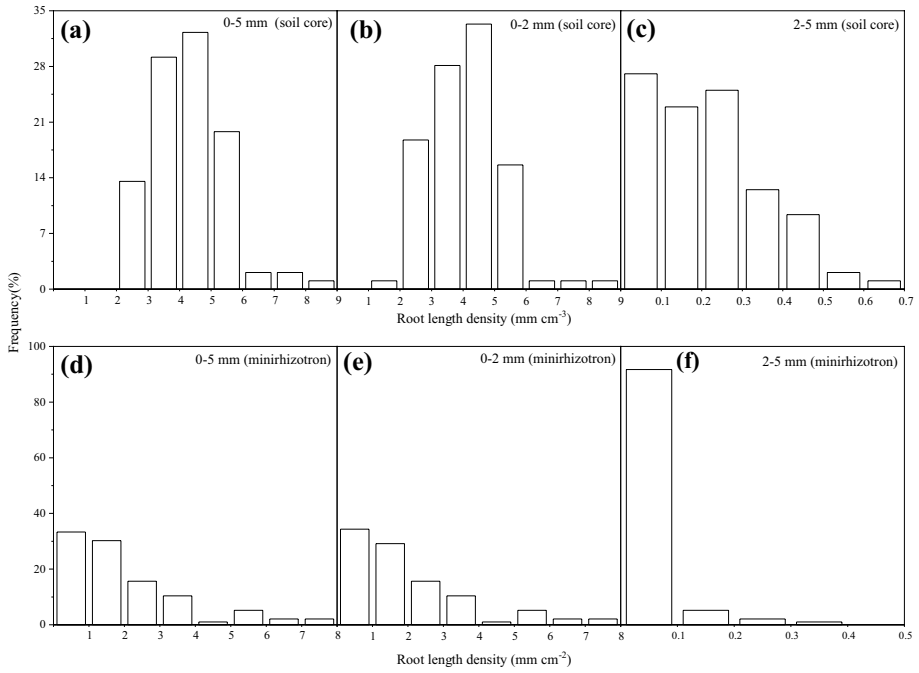 (a) 0-5 mm (soil core)
(b) 0-2 mm (soil core)
(c) 2-5 mm (soil core)
35
28
21
14
7
0
1 2 3 4 5 6 7 8 9
1 2 3 4 5 6 7 8 9
0.1 0.2 0.3 0.4 0.5 0.6 0.7
Root length density (mm cm-3)
Frequency(%)
(d) 0-5 mm (minirhizotron)
(e) 0-2 mm (minirhizotron)
(f) 2-5 mm (minirhizotron)
100
80
60
40
20
0
1 2 3 4 5 6 7 8
1 2 3 4 5 6 7 8
0.1 0.2 0.3 0.4 0.5
Root length density (mm cm-2)